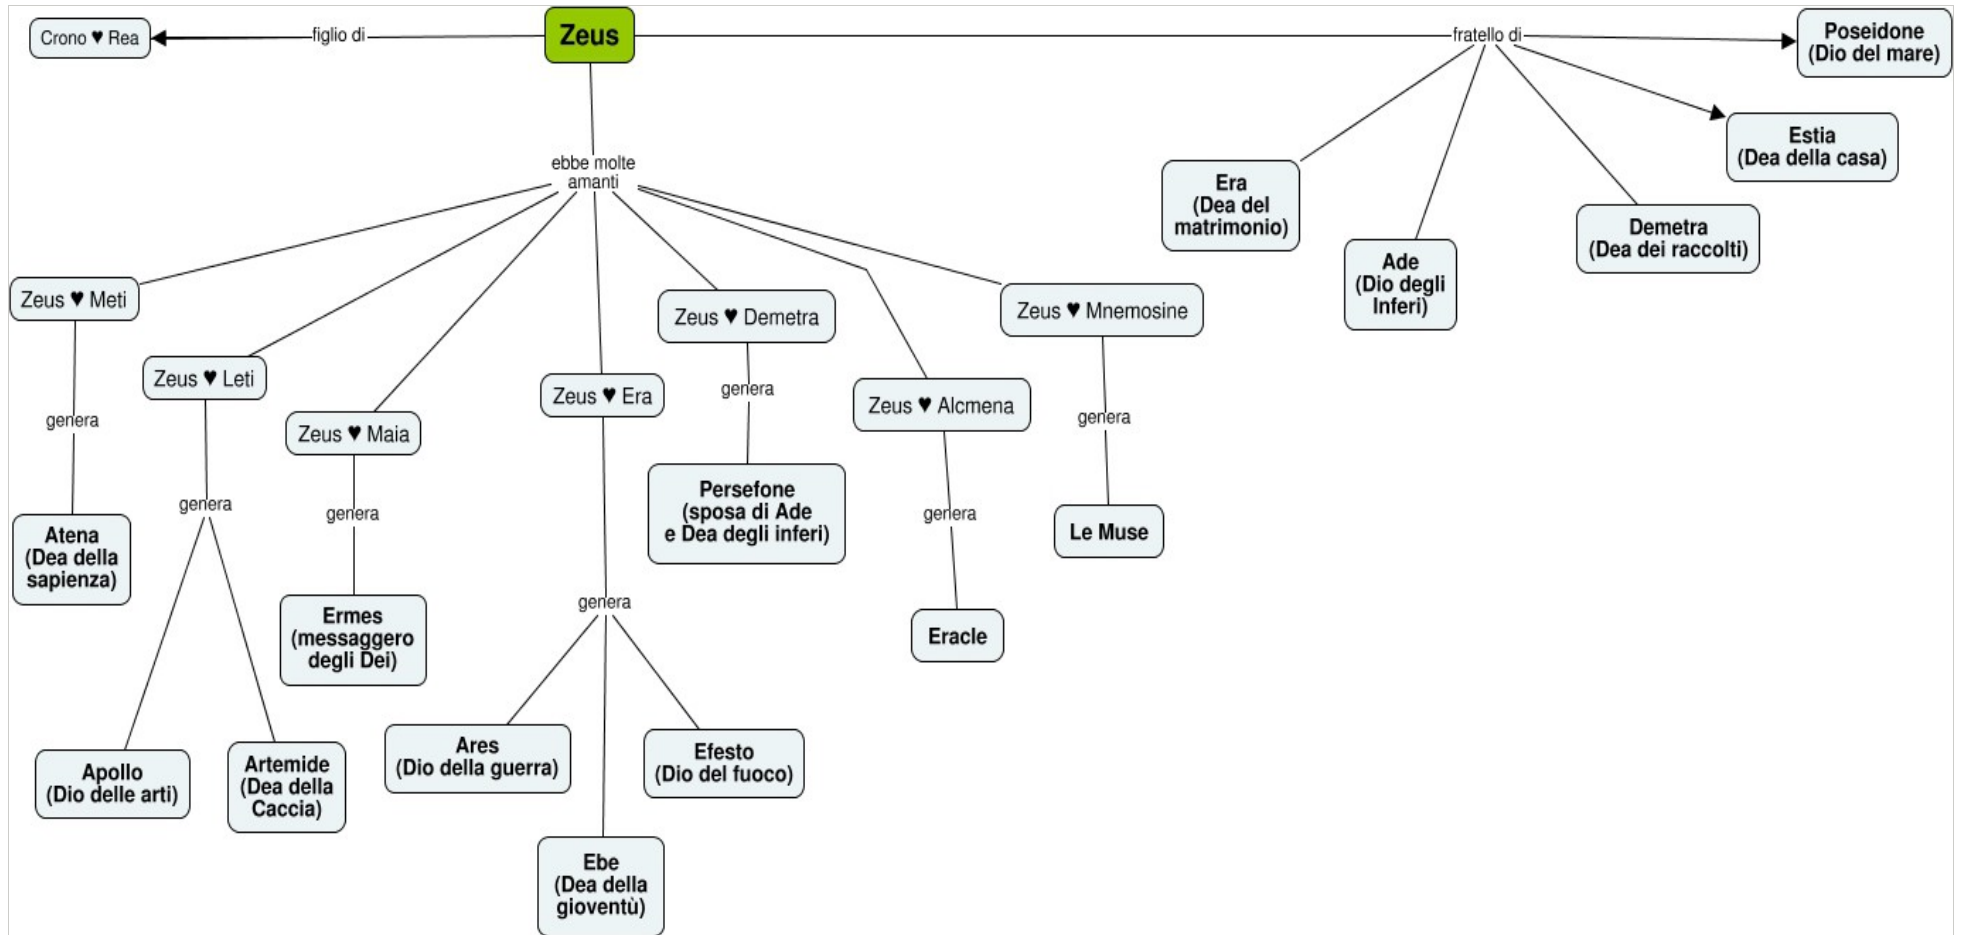 Crono ♥ Rea
figlio di
Zeus
fratello di
Poseidone
(Dio del mare)
Estia
(Dea della casa)
ebbe molte
amanti
Era
(Dea del
matrimonio)
Demetra
(Dea dei raccolti)
Ade
(Dio degli
Inferi)
Zeus ♥ Meti
Zeus ♥ Leti
Zeus ♥ Maia
Zeus ♥ Era
Zeus ♥ Demetra
Zeus ♥ Alcmena
Zeus ♥ Mnemosine
genera
genera
genera
genera
genera
genera
genera
Atena
(Dea della
sapienza)
Apollo
(Dio delle arti)
Artemide
(Dea della
Caccia)
Ermes
(messaggero
degli Dei)
Ares
(Dio della guerra)
Ebe
(Dea della
gioventù)
Efesto
(Dio del fuoco)
Persefone
(sposa di Ade
e Dea degli inferi)
Eracle
Le Muse